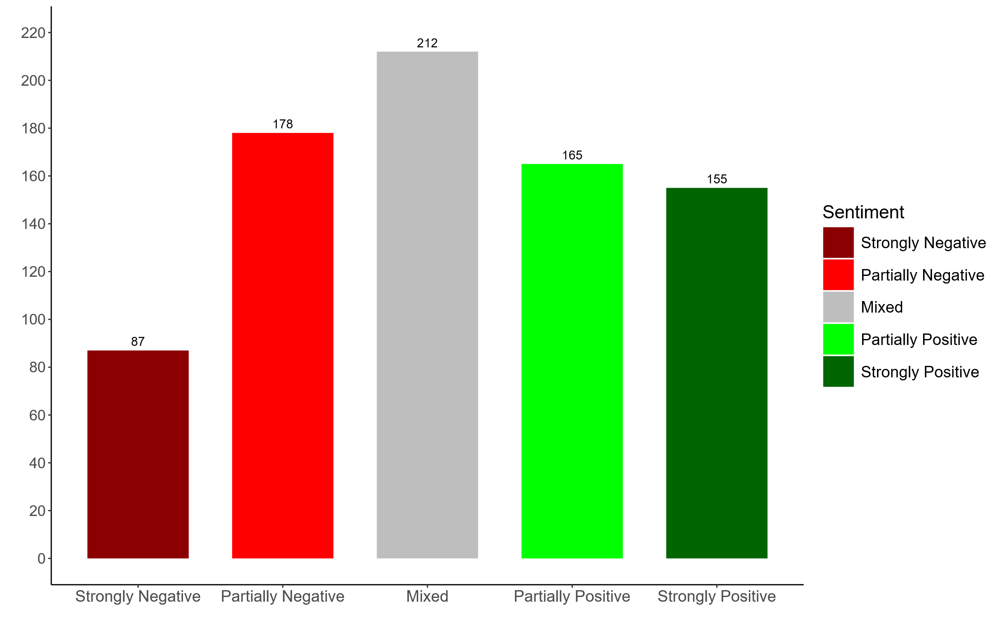 220
200
180
160
140
120
100
80
60
40
20
0
87
178
212
165
155
Strongly Negative
Partially Negative
Mixed
Partially Positive
Strongly Positive
Sentiment
Strongly Negative
Partially Negative
Mixed
Partially Positive
Strongly Positive